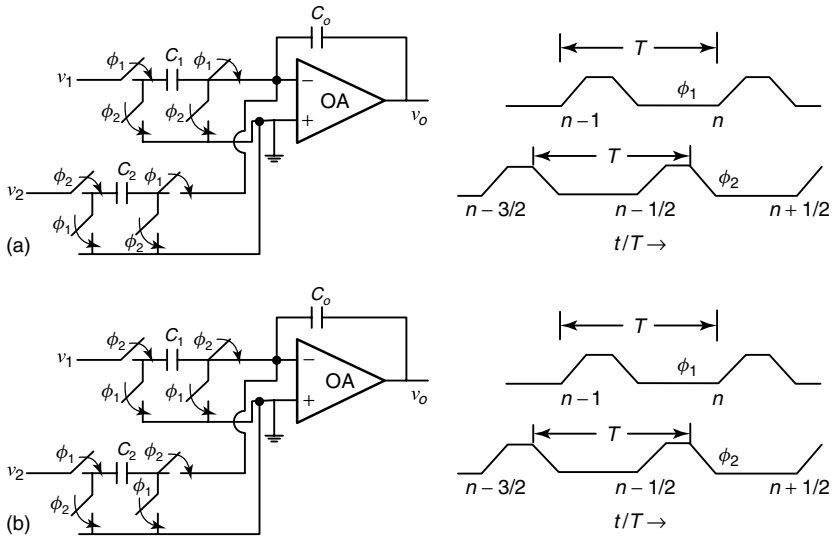 C_o
ϕ_1 C_1 ϕ_1
v_1
ϕ_2 ϕ_2
− OA
+
v_o
ϕ_2 C_2 ϕ_1
v_2
ϕ_1 ϕ_2
(a)
T
ϕ_1
n – 1 n
T
ϕ_2
n – 3/2 n – 1/2 n + 1/2
t/T →
C_o
ϕ_2 C_1 ϕ_2
v_1
ϕ_1 ϕ_1
− OA
+
v_o
ϕ_1 C_2 ϕ_2
v_2
ϕ_2 ϕ_1
(b)
T
ϕ_1
n – 1 n
T
ϕ_2
n – 3/2 n – 1/2 n + 1/2
t/T →